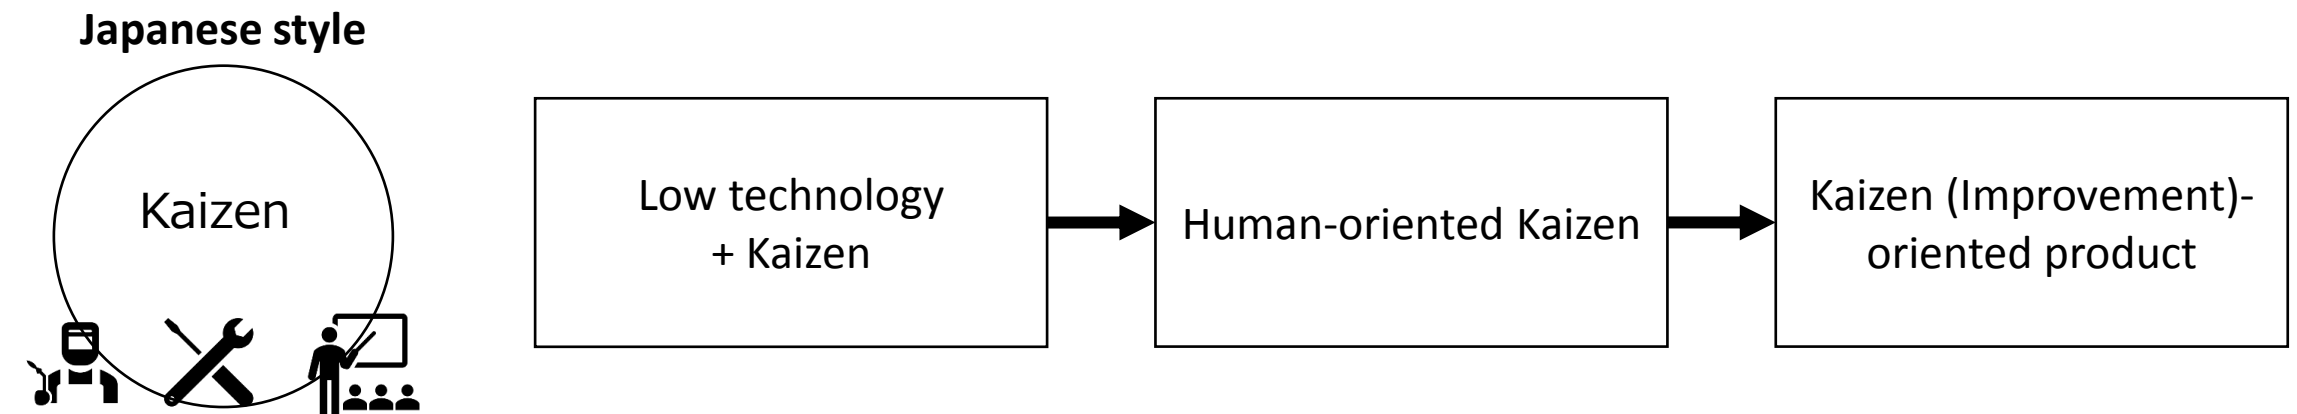 Japanese style
Kaizen
Low technology
+ Kaizen
Human-oriented Kaizen
Kaizen (Improvement)-
oriented product